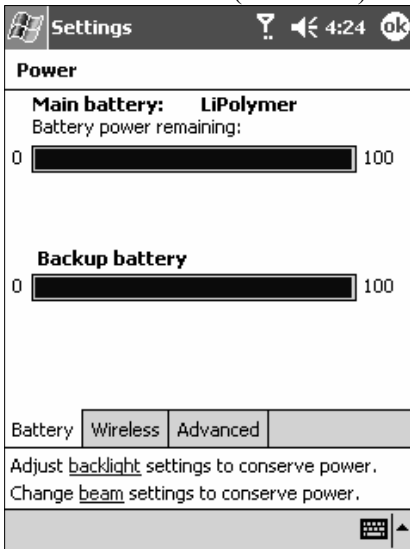 Settings 4:24 ok
Power
Main battery: LiPolymer
Battery power remaining:
0 100
Backup battery
0 100
Battery Wireless Advanced
Adjust backlight settings to conserve power.
Change beam settings to conserve power.